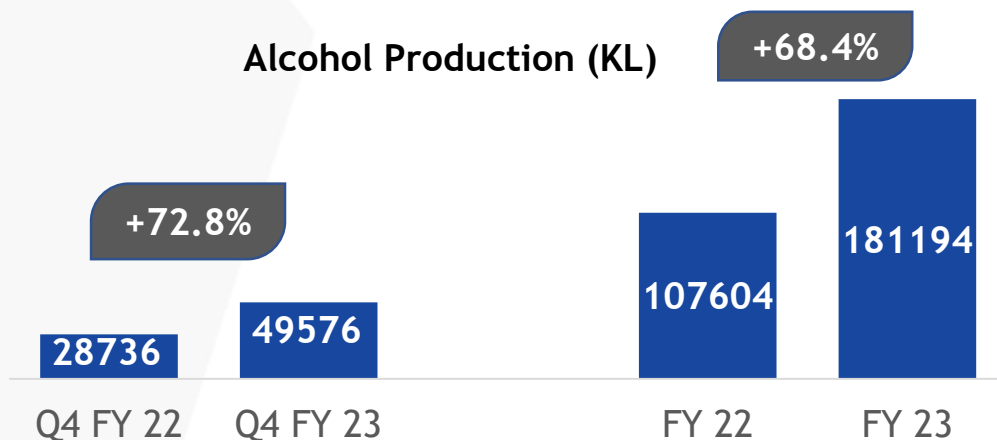 Alcohol Production (KL)
+68.4%
+72.8%
28736
49576
107604
181194
Q4 FY 22
Q4 FY 23
FY 22
FY 23